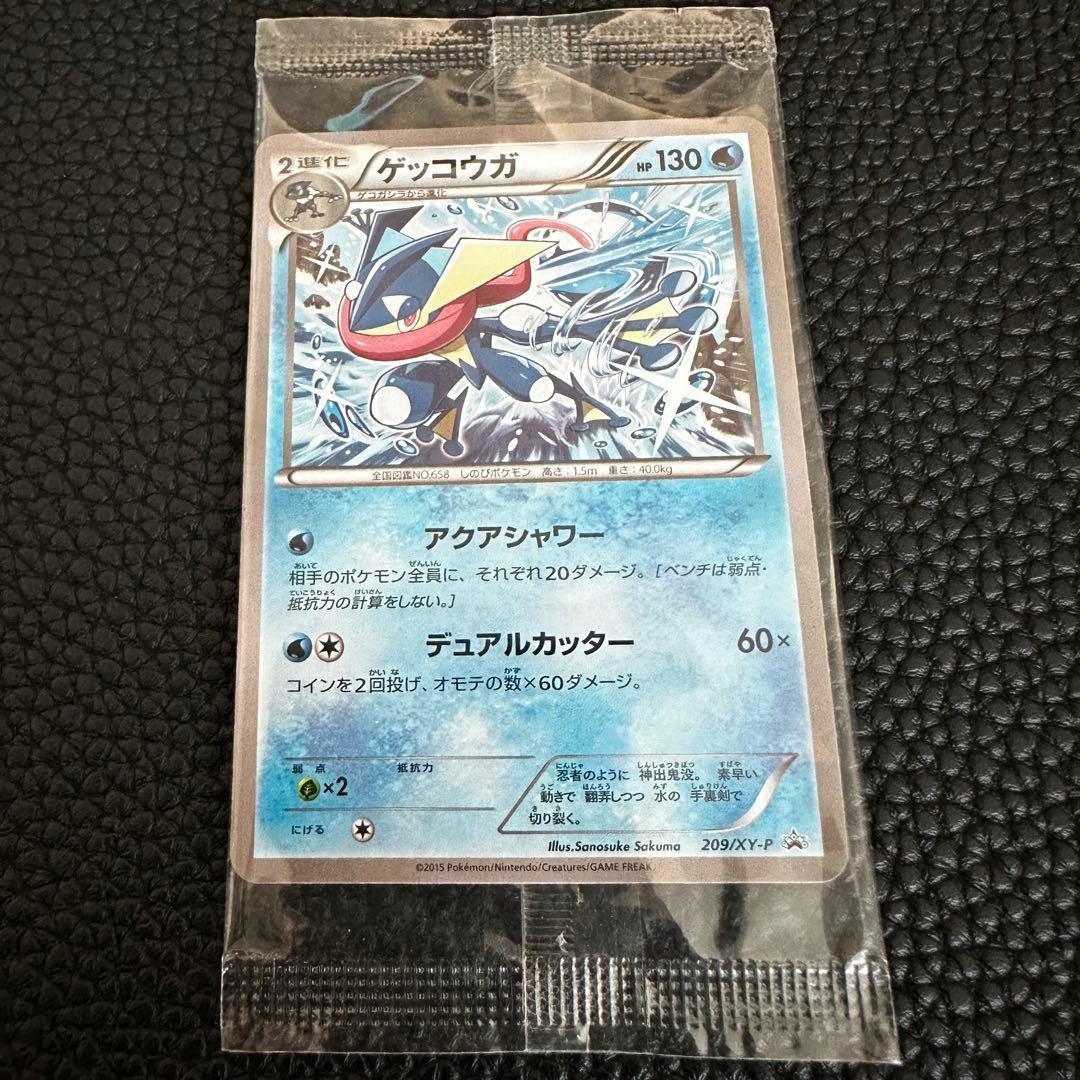 2進化 ゲッコウガ HP 130
ゲコガシラから進化
全国図鑑NO.658 しのびポケモン 高さ:1.5m 重さ:40.0kg
アクアシャワー
相手のポケモン全員に、それぞれ20ダメージ。[ベンチは弱点・
抵抗力の計算をしない。]
デュアルカッター 60×
コインを2回投げ、オモテの数×60ダメージ。
弱点 抵抗力
×2
にげる
忍者のように 神出鬼没。 素早い
動きで 翻弄しつつ 水の 手裏剣で
切り裂く。
Illus.Sanosuke Sakuma 209/XY-P
©2015 Pokémon/Nintendo/Creatures/GAME FREAK.